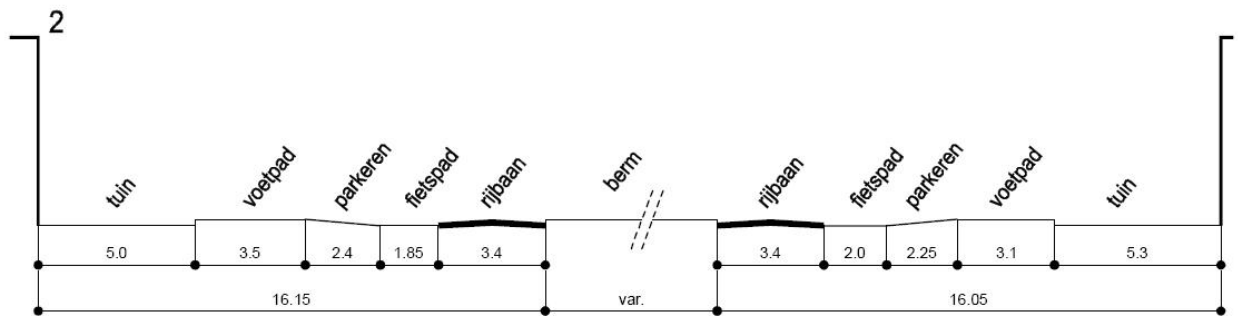 2
tuin voetpad parkeren fietspad rijbaan berm rijbaan fietspad parkeren voetpad tuin
5.0 3.5 2.4 1.85 3.4 3.4 2.0 2.25 3.1 5.3
16.15 var. 16.05